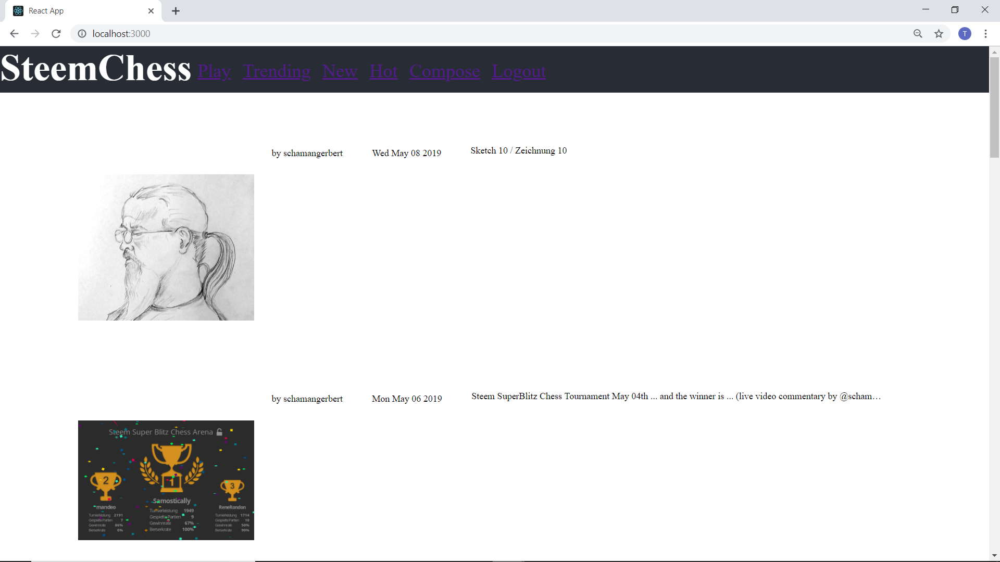 React App
localhost:3000
T
SteemChess Play Trending New Hot Compose Logout
by schamangerbert Wed May 08 2019 Sketch 10 / Zeichnung 10
by schamangerbert Mon May 06 2019 Steem SuperBlitz Chess Tournament May 04th ... and the winner is ... (live video commentary by @scham…
Steem Super Blitz Chess Arena
2 1 3
mandeo Samostically ReneRondon
Turnierleistung 2191
Gespielte Partien 7
Gewinnrate 86%
Berserkrate 0%
Turnierleistung 1949
Gespielte Partien 9
Gewinnrate 67%
Berserkrate 100%
Turnierleistung 1714
Gespielte Partien 10
Gewinnrate 50%
Berserkrate 90%